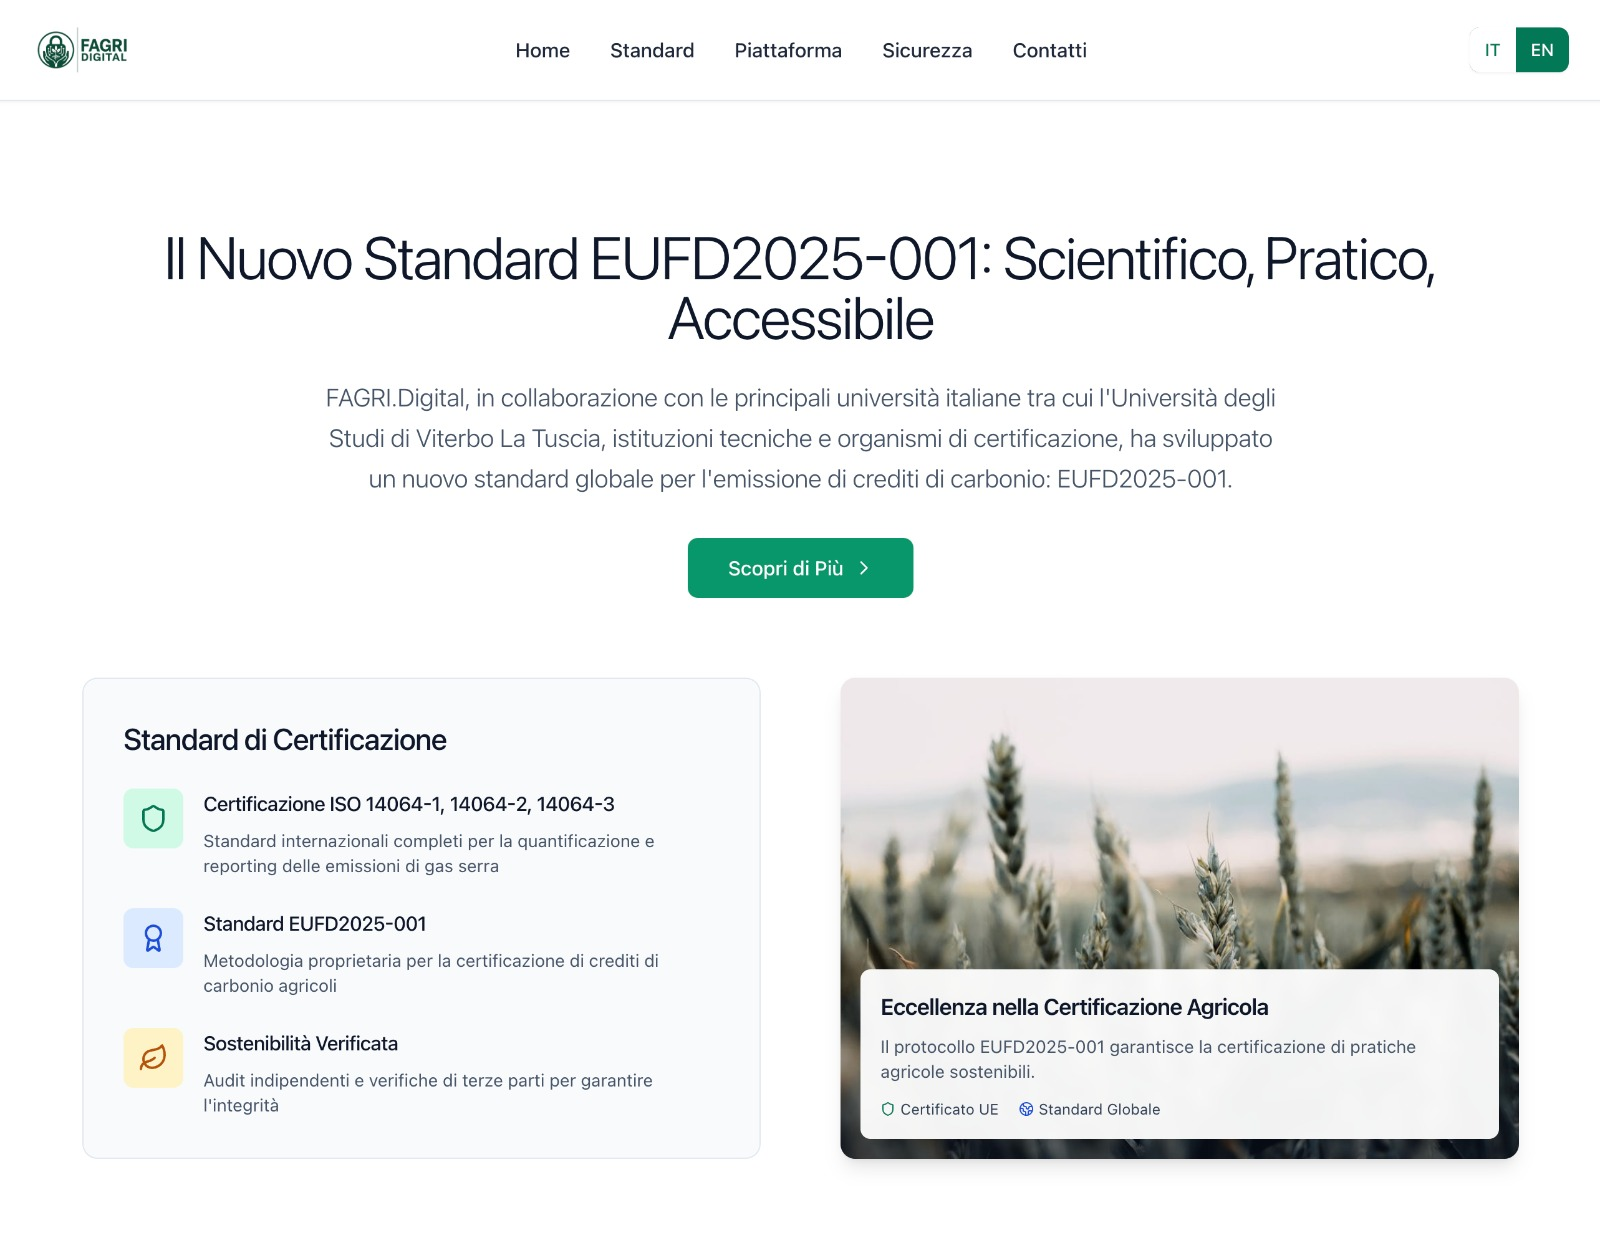 FAGRI
DIGITAL
Home Standard Piattaforma Sicurezza Contatti
IT EN
Il Nuovo Standard EUFD2025-001: Scientifico, Pratico,
Accessibile
FAGRI.Digital, in collaborazione con le principali università italiane tra cui l'Università degli
Studi di Viterbo La Tuscia, istituzioni tecniche e organismi di certificazione, ha sviluppato
un nuovo standard globale per l'emissione di crediti di carbonio: EUFD2025-001.
Scopri di Più
Standard di Certificazione
Certificazione ISO 14064-1, 14064-2, 14064-3
Standard internazionali completi per la quantificazione e
reporting delle emissioni di gas serra
Standard EUFD2025-001
Metodologia proprietaria per la certificazione di crediti di
carbonio agricoli
Sostenibilità Verificata
Audit indipendenti e verifiche di terze parti per garantire
l'integrità
Eccellenza nella Certificazione Agricola
Il protocollo EUFD2025-001 garantisce la certificazione di pratiche
agricole sostenibili.
Certificato UE Standard Globale